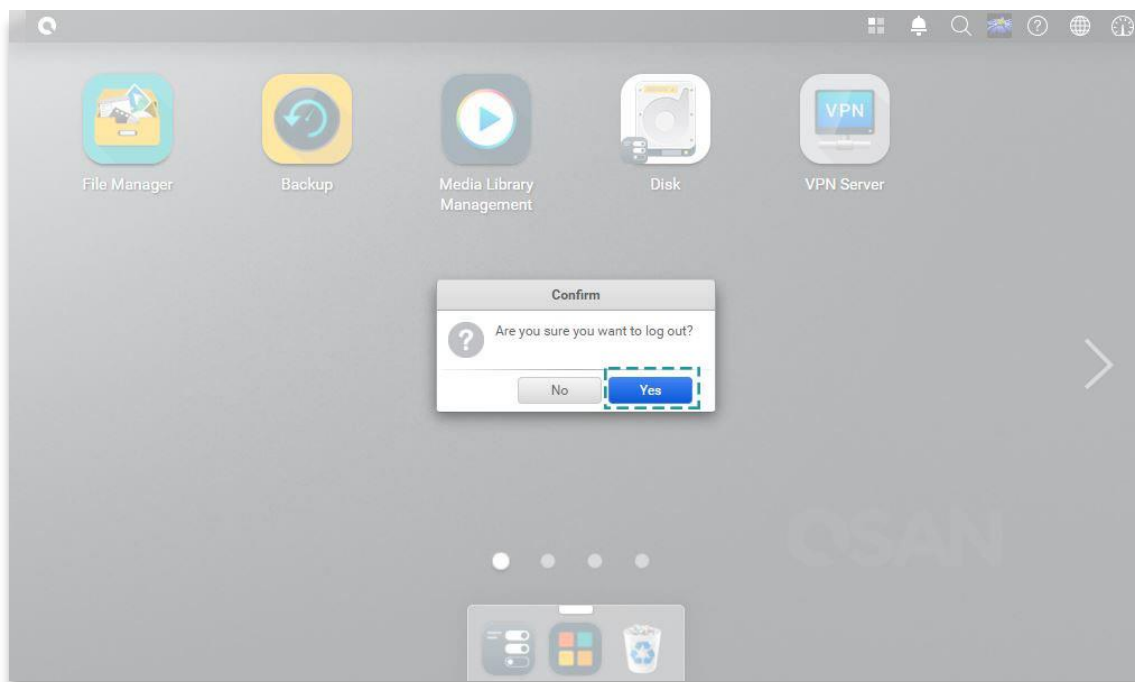 File Manager
Backup
Media Library
Management
Disk
VPN
VPN Server
Confirm
Are you sure you want to log out?
No
Yes
QSAN